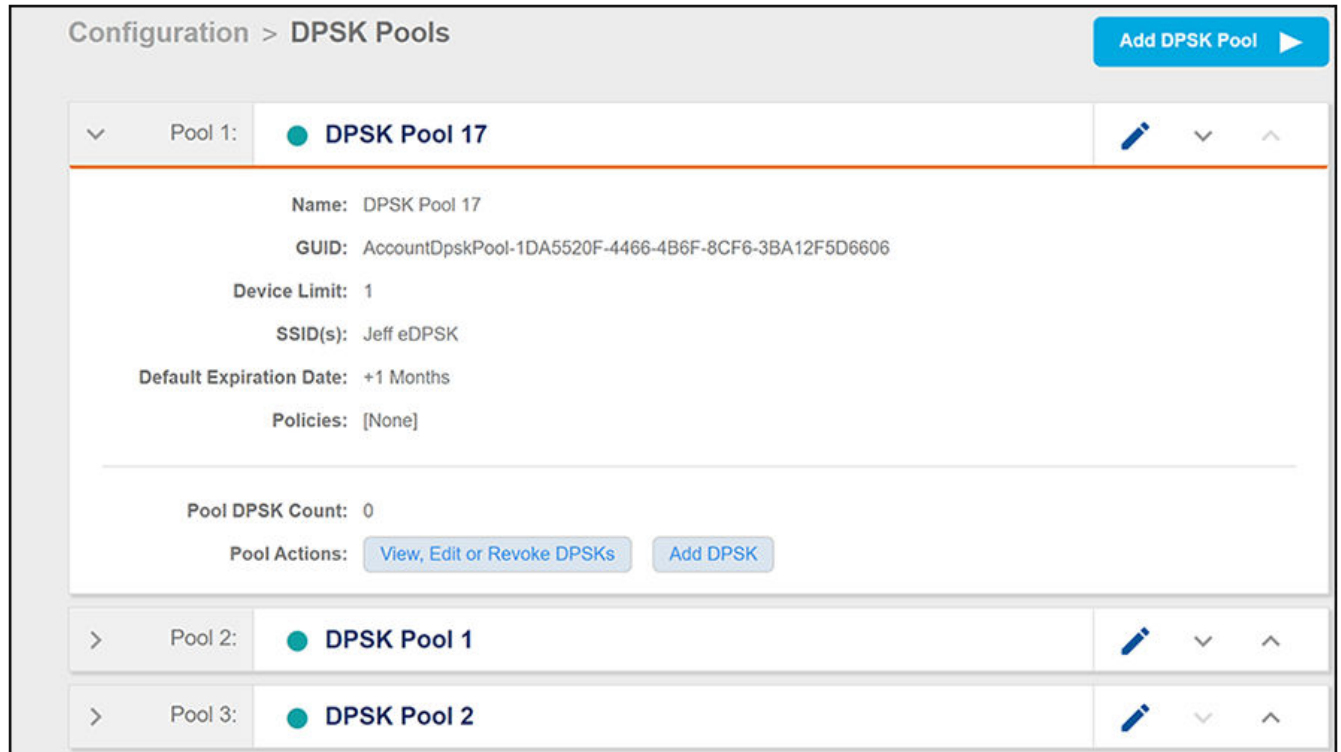 Configuration > DPSK Pools
Add DPSK Pool
Pool 1: DPSK Pool 17
Name: DPSK Pool 17
GUID: AccountDpskPool-1DA5520F-4466-4B6F-8CF6-3BA12F5D6606
Device Limit: 1
SSID(s): Jeff eDPSK
Default Expiration Date: +1 Months
Policies: [None]
Pool DPSK Count: 0
Pool Actions: View, Edit or Revoke DPSKs Add DPSK
Pool 2: DPSK Pool 1
Pool 3: DPSK Pool 2